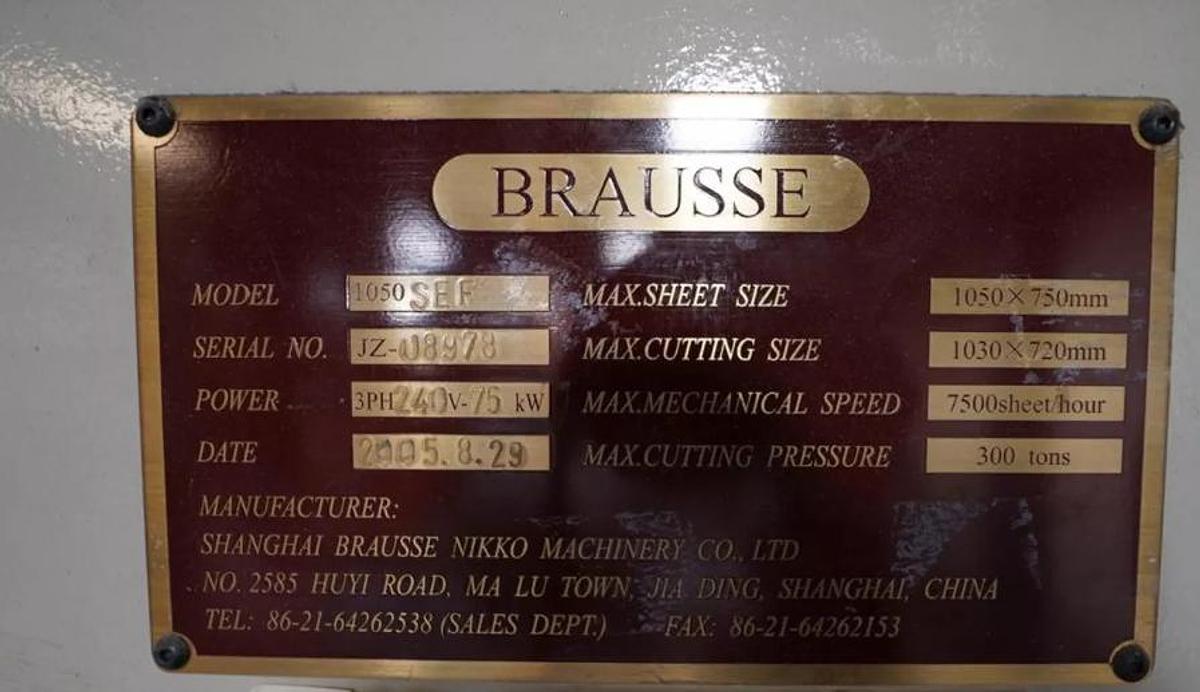 BRAUSSE
MODEL 1050 SEF MAX.SHEET SIZE 1050×750mm
SERIAL NO. JZ-08978 MAX.CUTTING SIZE 1030×720mm
POWER 3PH240V-75 kW MAX.MECHANICAL SPEED 7500sheet/hour
DATE 2005.8.29 MAX.CUTTING PRESSURE 300 tons
MANUFACTURER:
SHANGHAI BRAUSSE NIKKO MACHINERY CO., LTD
NO. 2585 HUYI ROAD, MA LU TOWN, JIA DING, SHANGHAI, CHINA
TEL: 86-21-64262538 (SALES DEPT.) FAX: 86-21-64262153